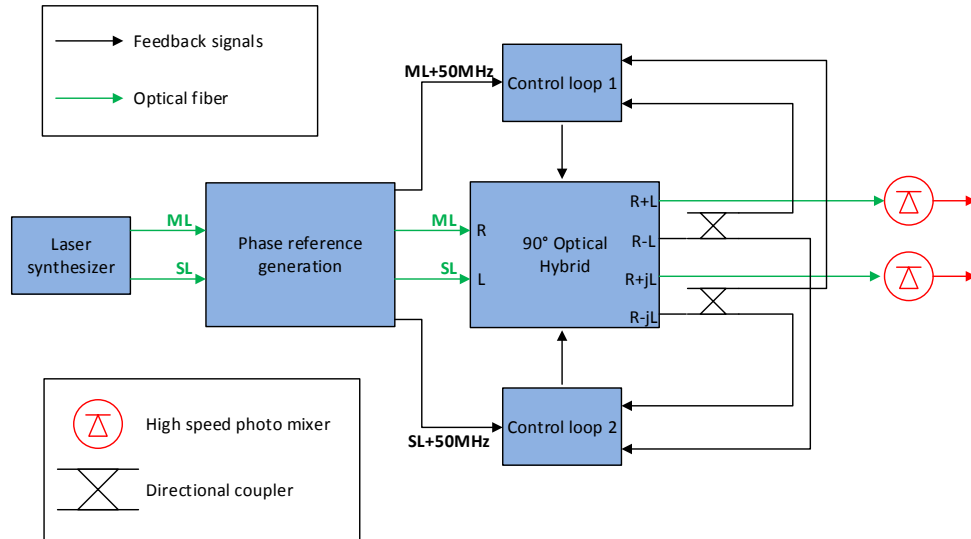 Feedback signals
Optical fiber
ML+50MHz
Control loop 1
Laser
synthesizer
ML
SL
Phase reference
generation
ML
SL
R
L
90° Optical
Hybrid
R+L
R-L
R+jL
R-jL
SL+50MHz
Control loop 2
High speed photo mixer
Directional coupler